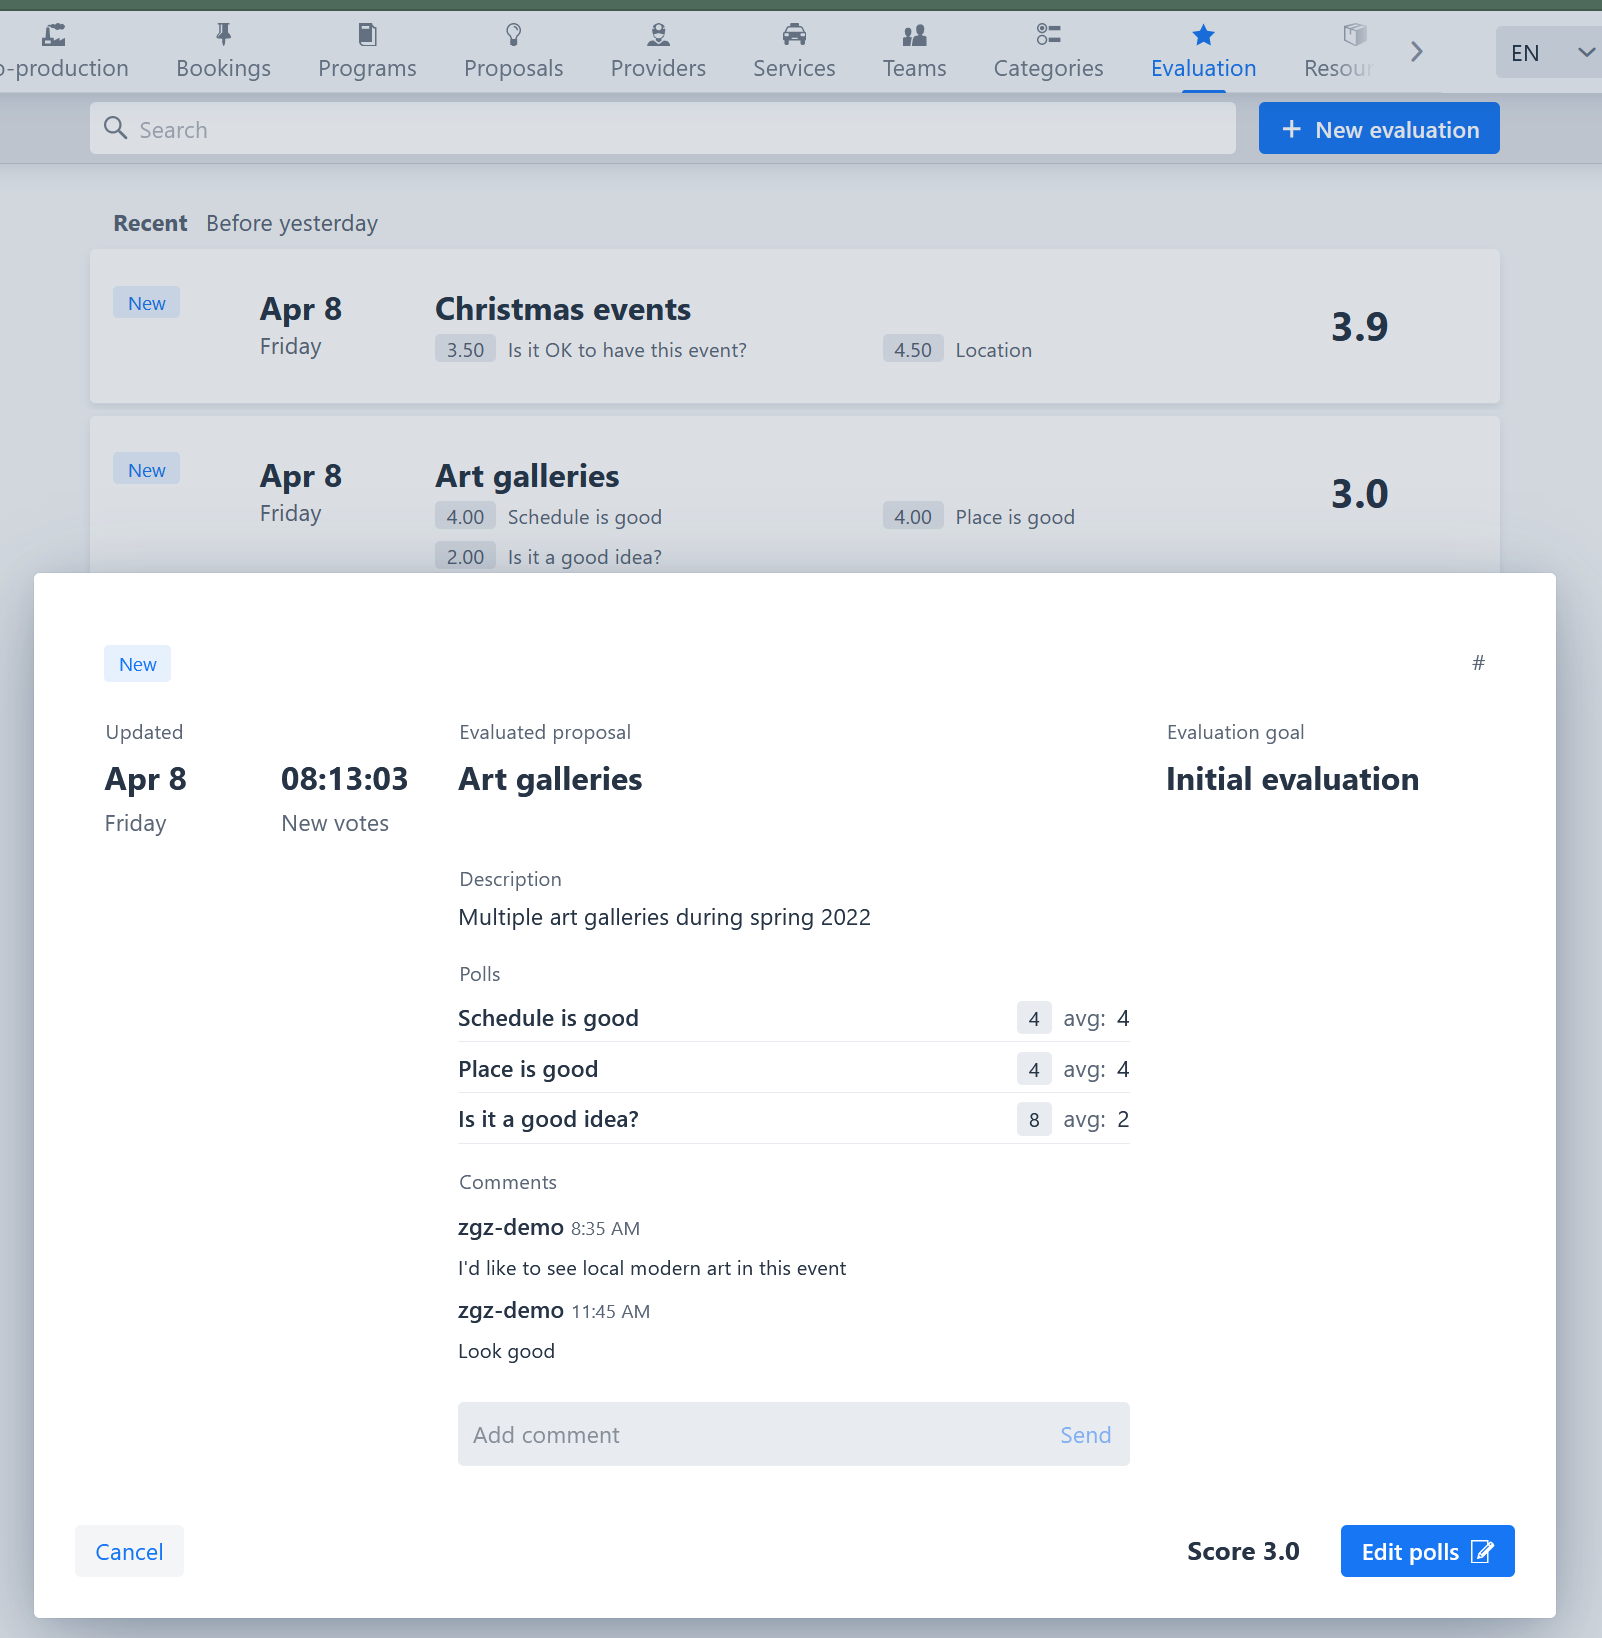 o-production Bookings Programs Proposals Providers Services Teams Categories Evaluation Resour EN
Search + New evaluation
Recent Before yesterday
New Apr 8 Christmas events 3.9
Friday 3.50 Is it OK to have this event? 4.50 Location
New Apr 8 Art galleries 3.0
Friday 4.00 Schedule is good 4.00 Place is good
2.00 Is it a good idea?
New #
Updated Evaluated proposal Evaluation goal
Apr 8 08:13:03 Art galleries Initial evaluation
Friday New votes
Description
Multiple art galleries during spring 2022
Polls
Schedule is good 4 avg: 4
Place is good 4 avg: 4
Is it a good idea? 8 avg: 2
Comments
zgz-demo 8:35 AM
I'd like to see local modern art in this event
zgz-demo 11:45 AM
Look good
Add comment Send
Cancel Score 3.0 Edit polls